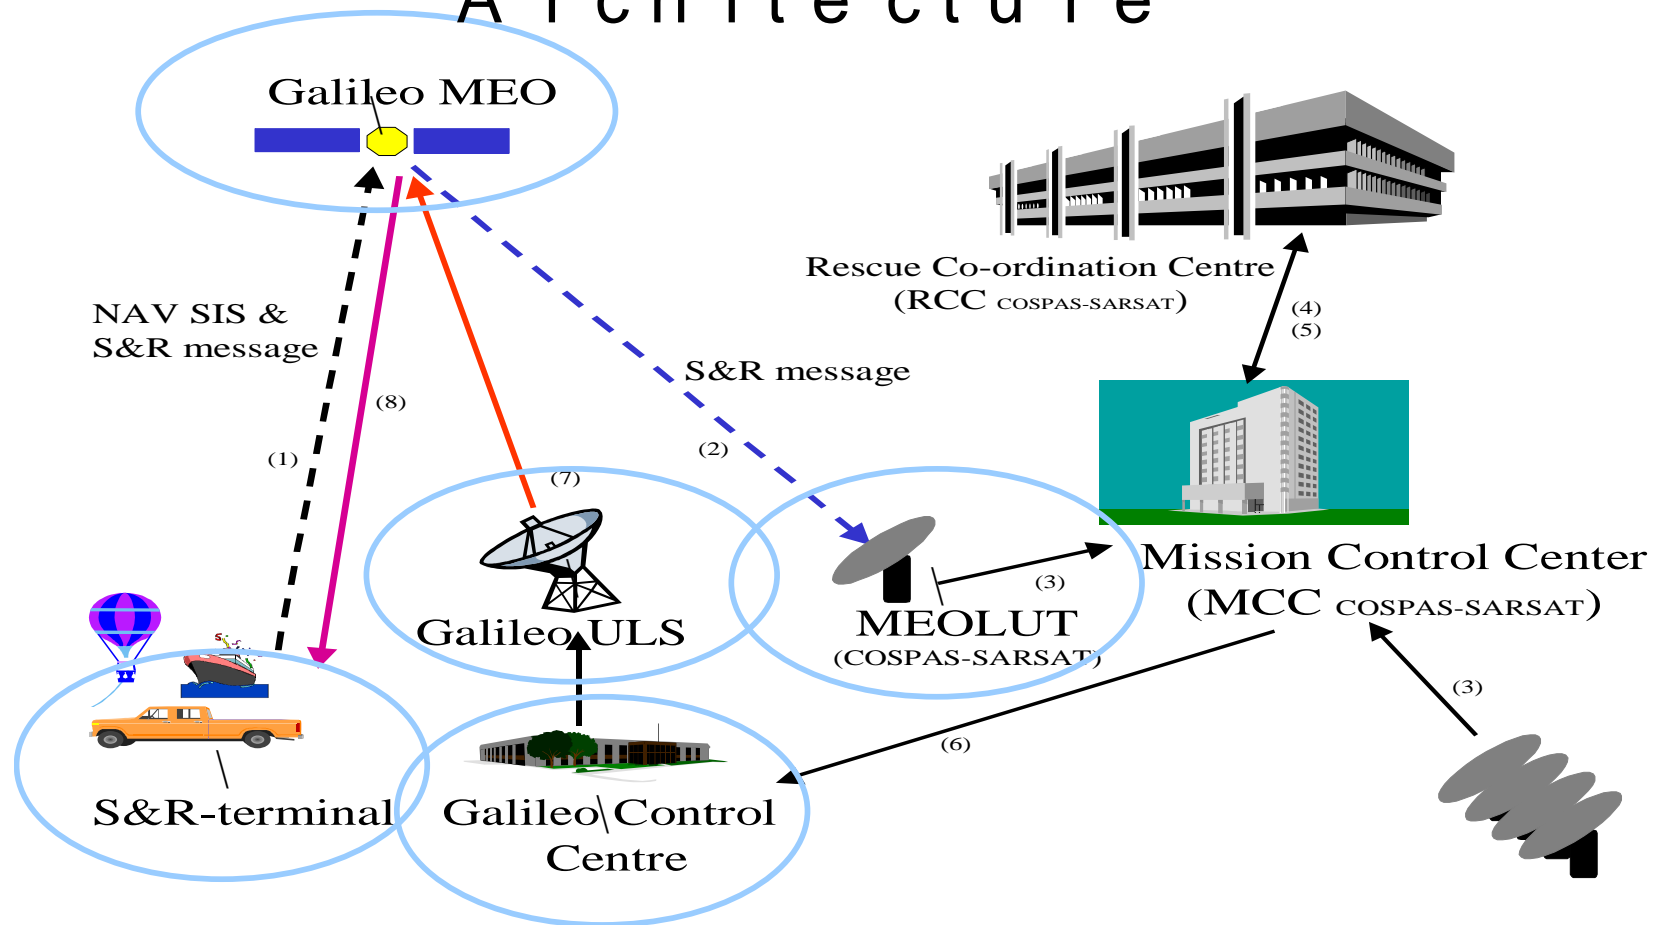 Architecture
Galileo MEO
Rescue Co-ordination Centre
(RCC COSPAS-SARSAT)
NAV SIS &
S&R message
(4)
(5)
S&R message
(8)
(2)
(1)
(7)
Mission Control Center
(MCC COSPAS-SARSAT)
(3)
MEOLUT
(COSPAS-SARSAT)
Galileo ULS
(3)
(6)
S&R-terminal
Galileo Control
Centre